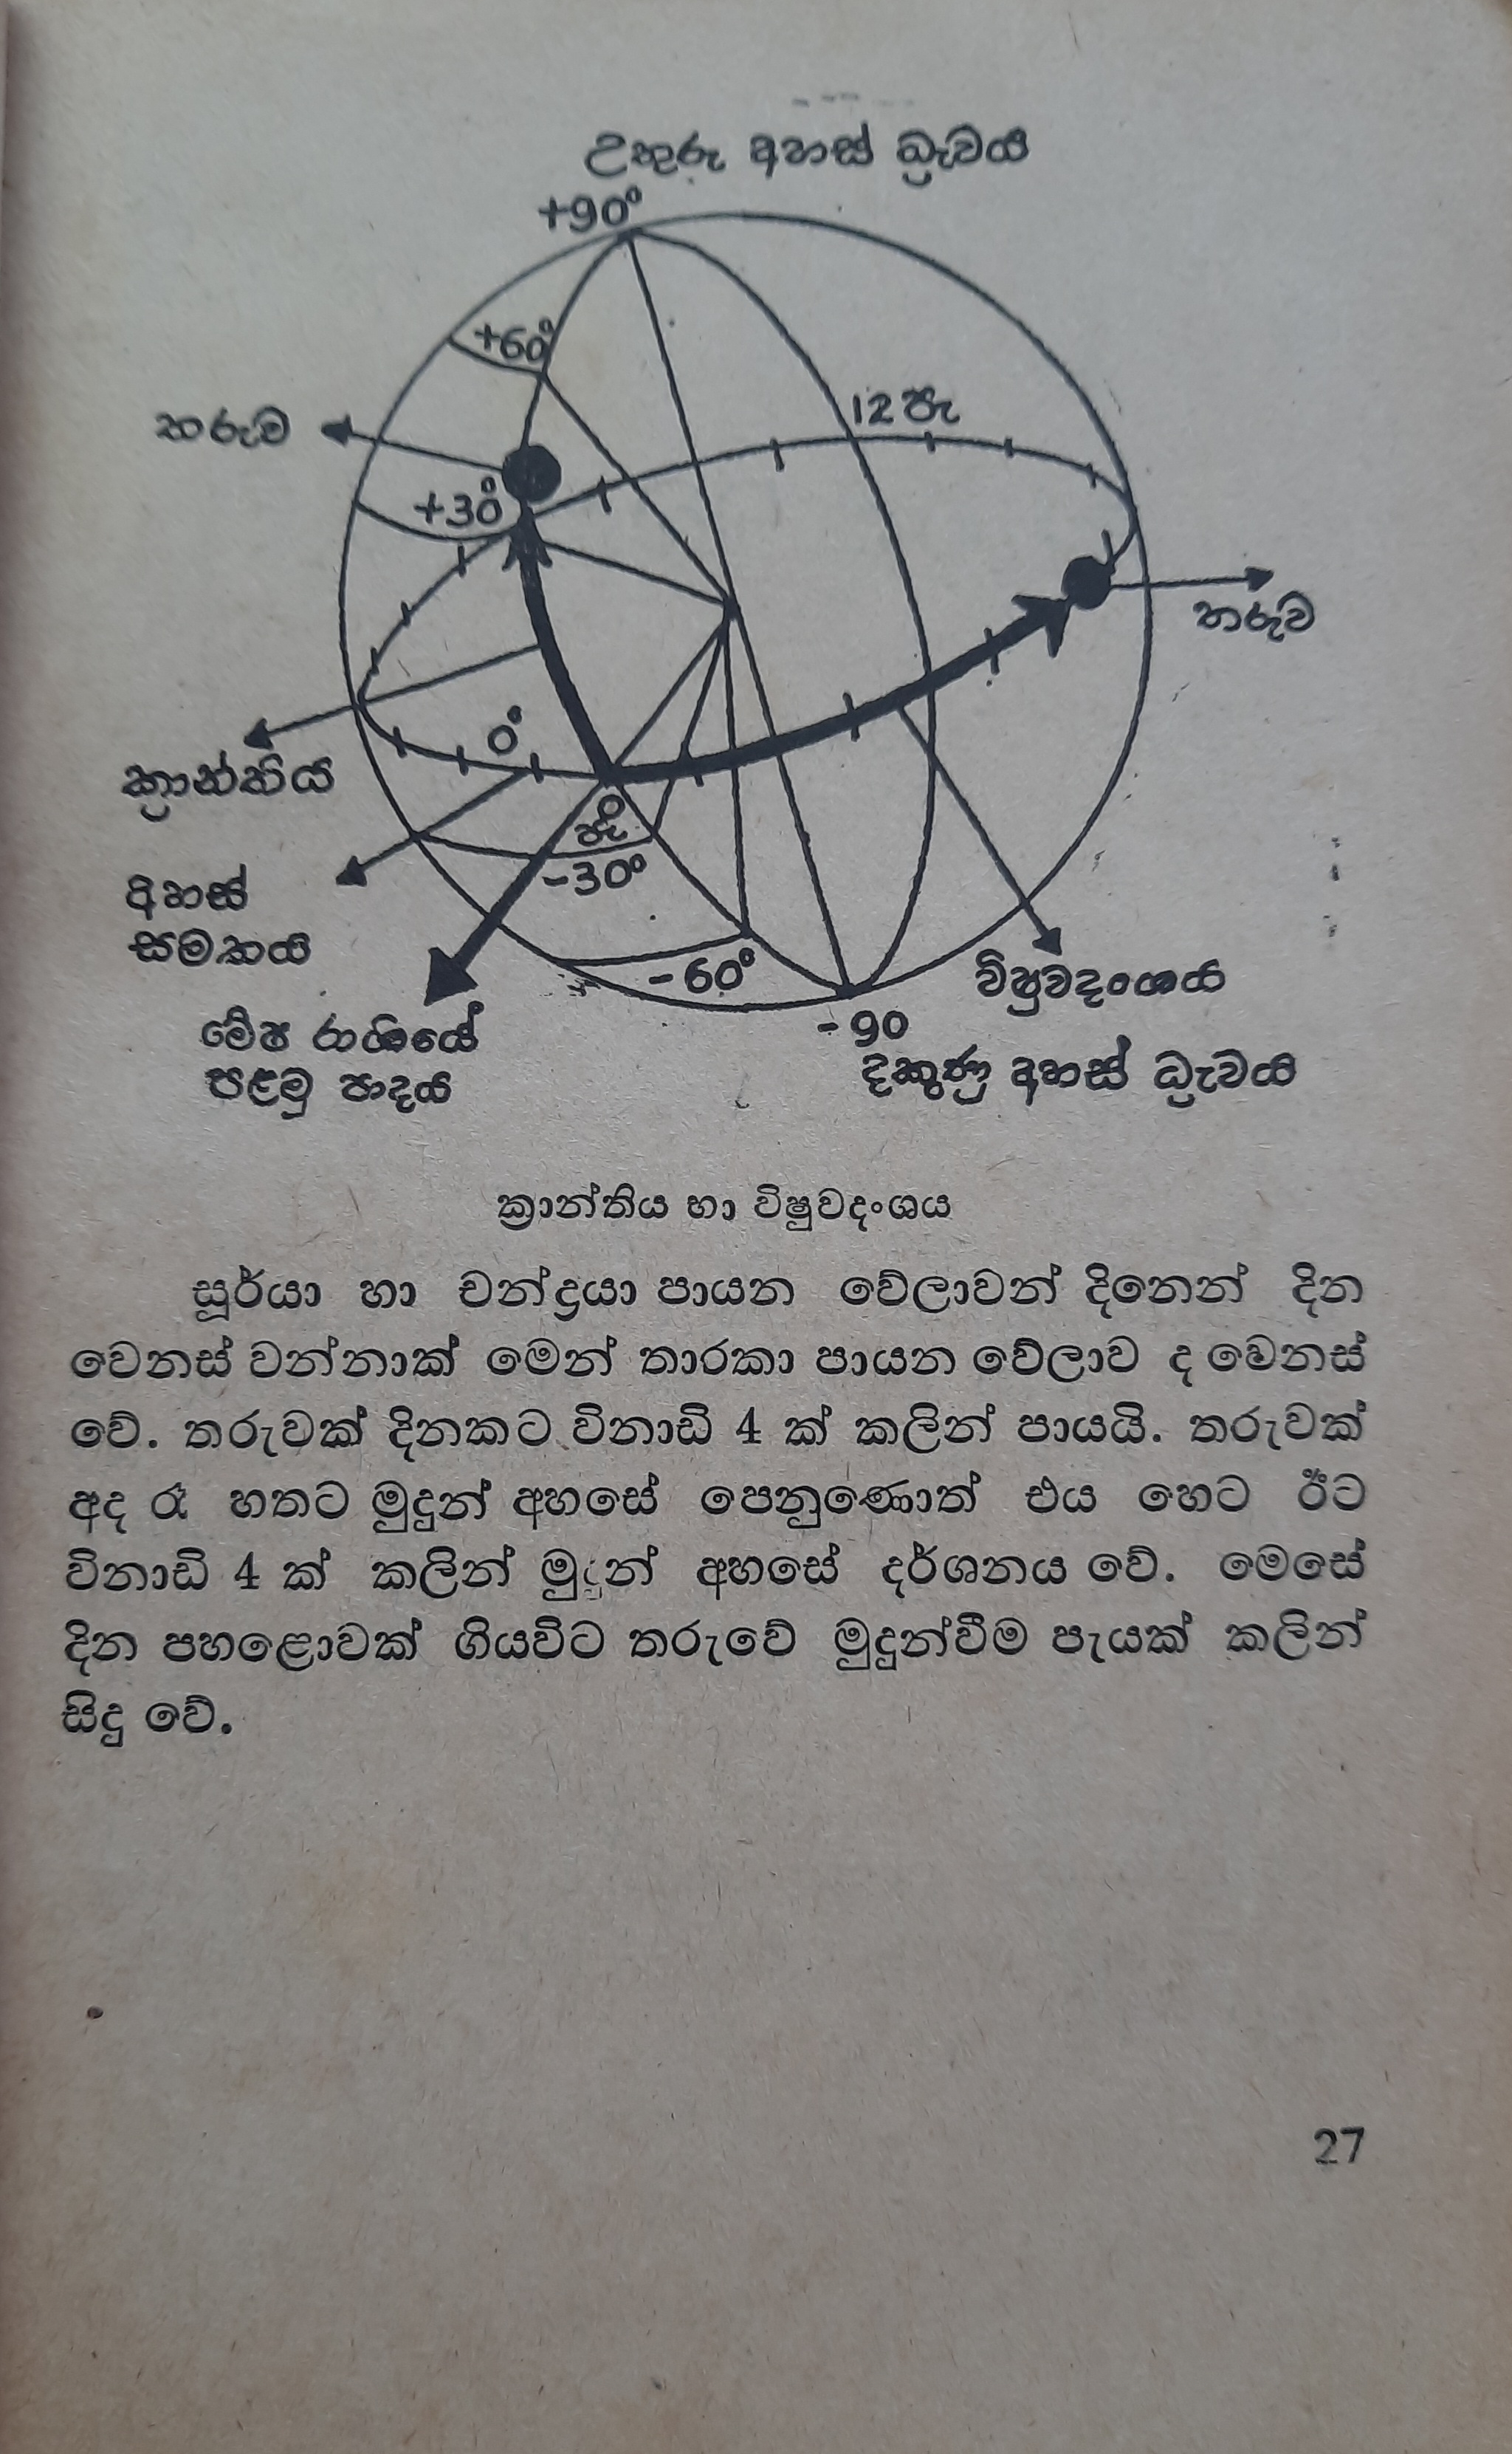 උතුරු අහස් ධ්‍රැවය
+90°
+60°
12 පැ
තරුව
+30°
තරුව
0°
ක්‍රාන්තිය
0
පැ
-30°
අහස්
සමකය
-60°
විෂුවදංශය
මේෂ රාශියේ
පළමු පාදය
-90
දකුණු අහස් ධ්‍රැවය
ක්‍රාන්තිය හා විෂුවදංශය
සූර්යා හා චන්ද්‍රයා පායන වේලාවන් දිනෙන් දින
වෙනස් වන්නාක් මෙන් තාරකා පායන වේලාව ද වෙනස්
වේ. තරුවක් දිනකට විනාඩි 4 ක් කලින් පායයි. තරුවක්
අද රෑ හතට මුදුන් අහසේ පෙනුණොත් එය හෙට ඊට
විනාඩි 4 ක් කලින් මුදුන් අහසේ දර්ශනය වේ. මෙසේ
දින පහළොවක් ගියවිට තරුවේ මුදුන්වීම පැයක් කලින්
සිදු වේ.
27